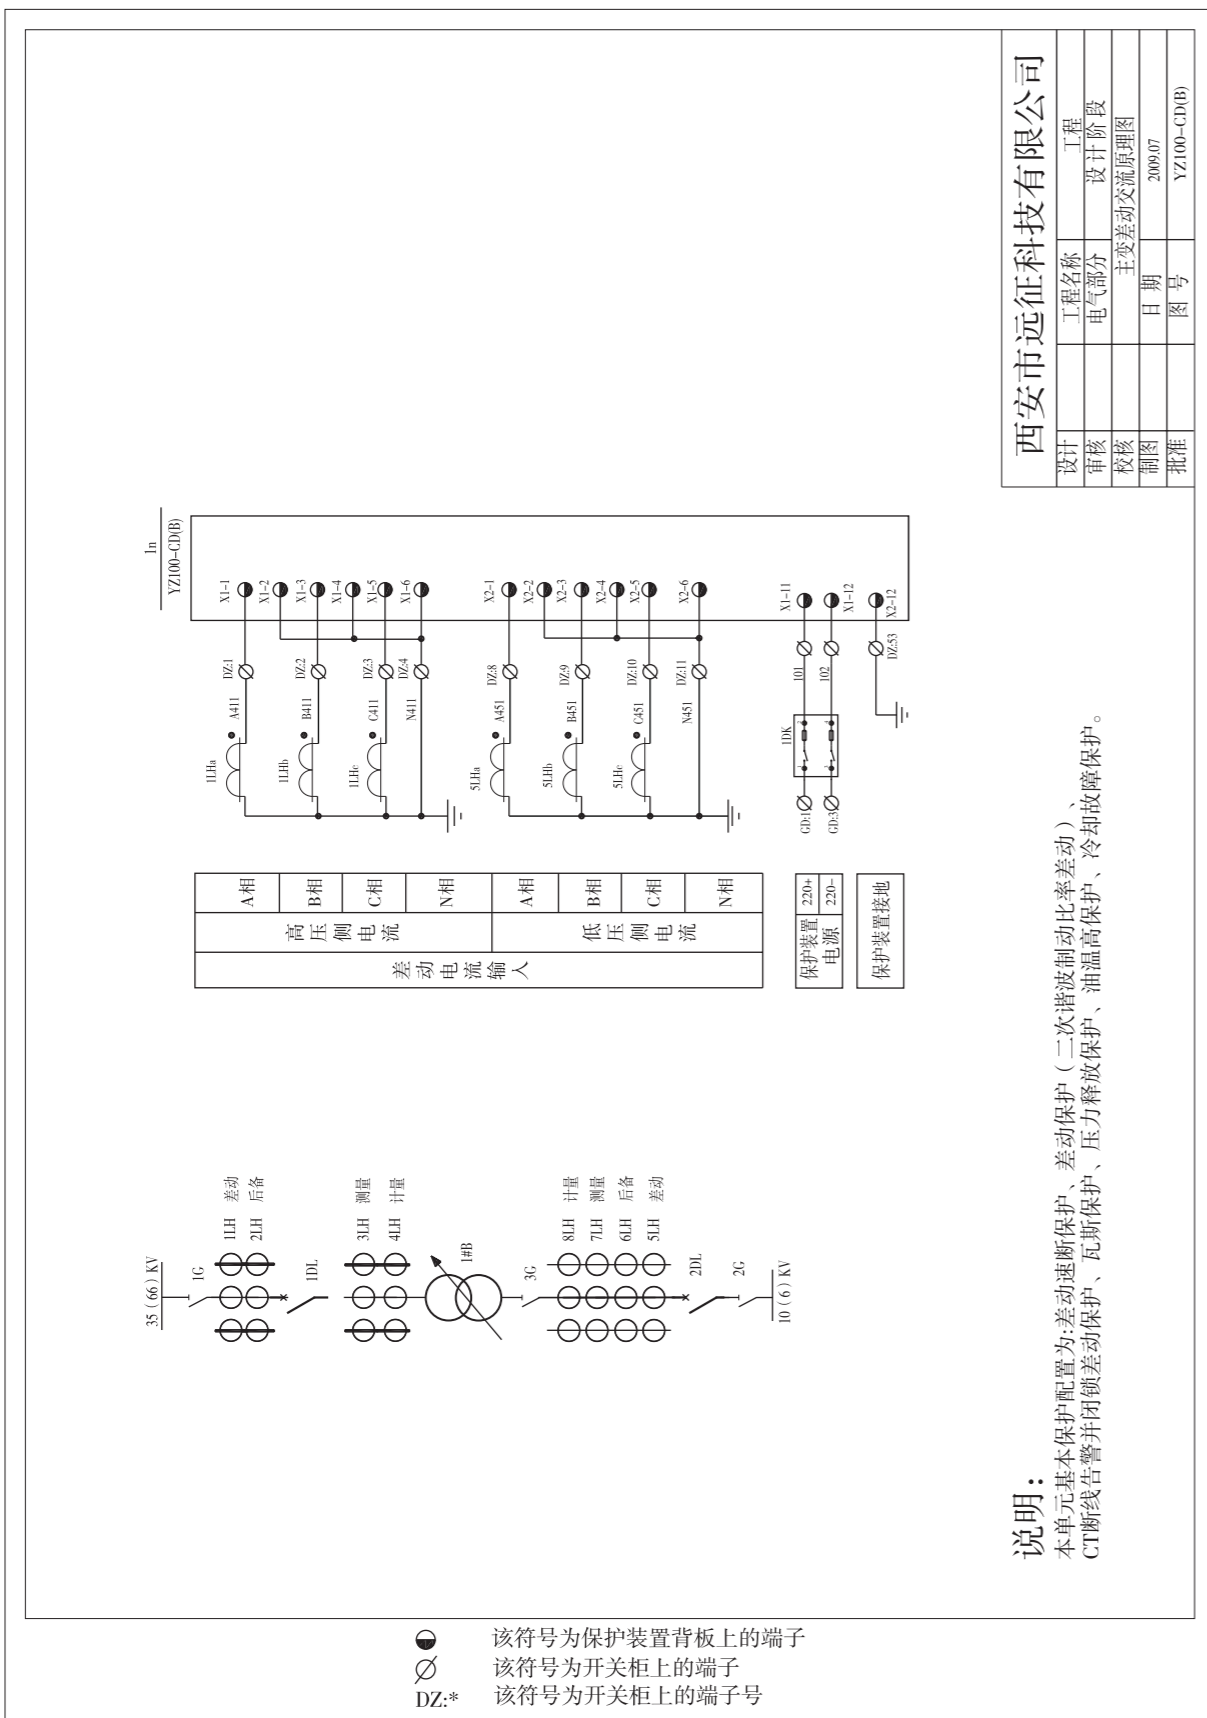 35（66）KV
1G
1LH 差动
2LH 后备
1DL
3LH 测量
4LH 计量
1#B
3G
8LH 计量
7LH 测量
6LH 后备
5LH 差动
2DL
2G
10（6）KV
差动电流输入
高压侧电流
A相
B相
C相
N相
低压侧电流
A相
B相
C相
N相
保护装置电源
220+
220-
保护装置接地
1n
YZ100-CD(B)
1LHa A411 DZ:1 X1-1
X1-2
1LHb B411 DZ:2 X1-3
X1-4
1LHc C411 DZ:3 X1-5
N411 DZ:4 X1-6
5LHa A451 DZ:8 X2-1
X2-2
5LHb B451 DZ:9 X2-3
X2-4
5LHc C451 DZ:10 X2-5
N451 DZ:11 X2-6
GD:1 1DK 101 X1-11
GD:3 102 X1-12
DZ:53 X2-12
说明：
本单元基本保护配置为:差动速断保护、差动保护（二次谐波制动比率差动）、
CT断线告警并闭锁差动保护、瓦斯保护、压力释放保护、油温高保护、冷却故障保护。
西安市远征科技有限公司
设计 工程名称 工程
审核 电气部分 设计阶段
校核 主变差动交流原理图
制图 日 期 2009.07
批准 图 号 YZ100-CD(B)
该符号为保护装置背板上的端子
该符号为开关柜上的端子
DZ:* 该符号为开关柜上的端子号